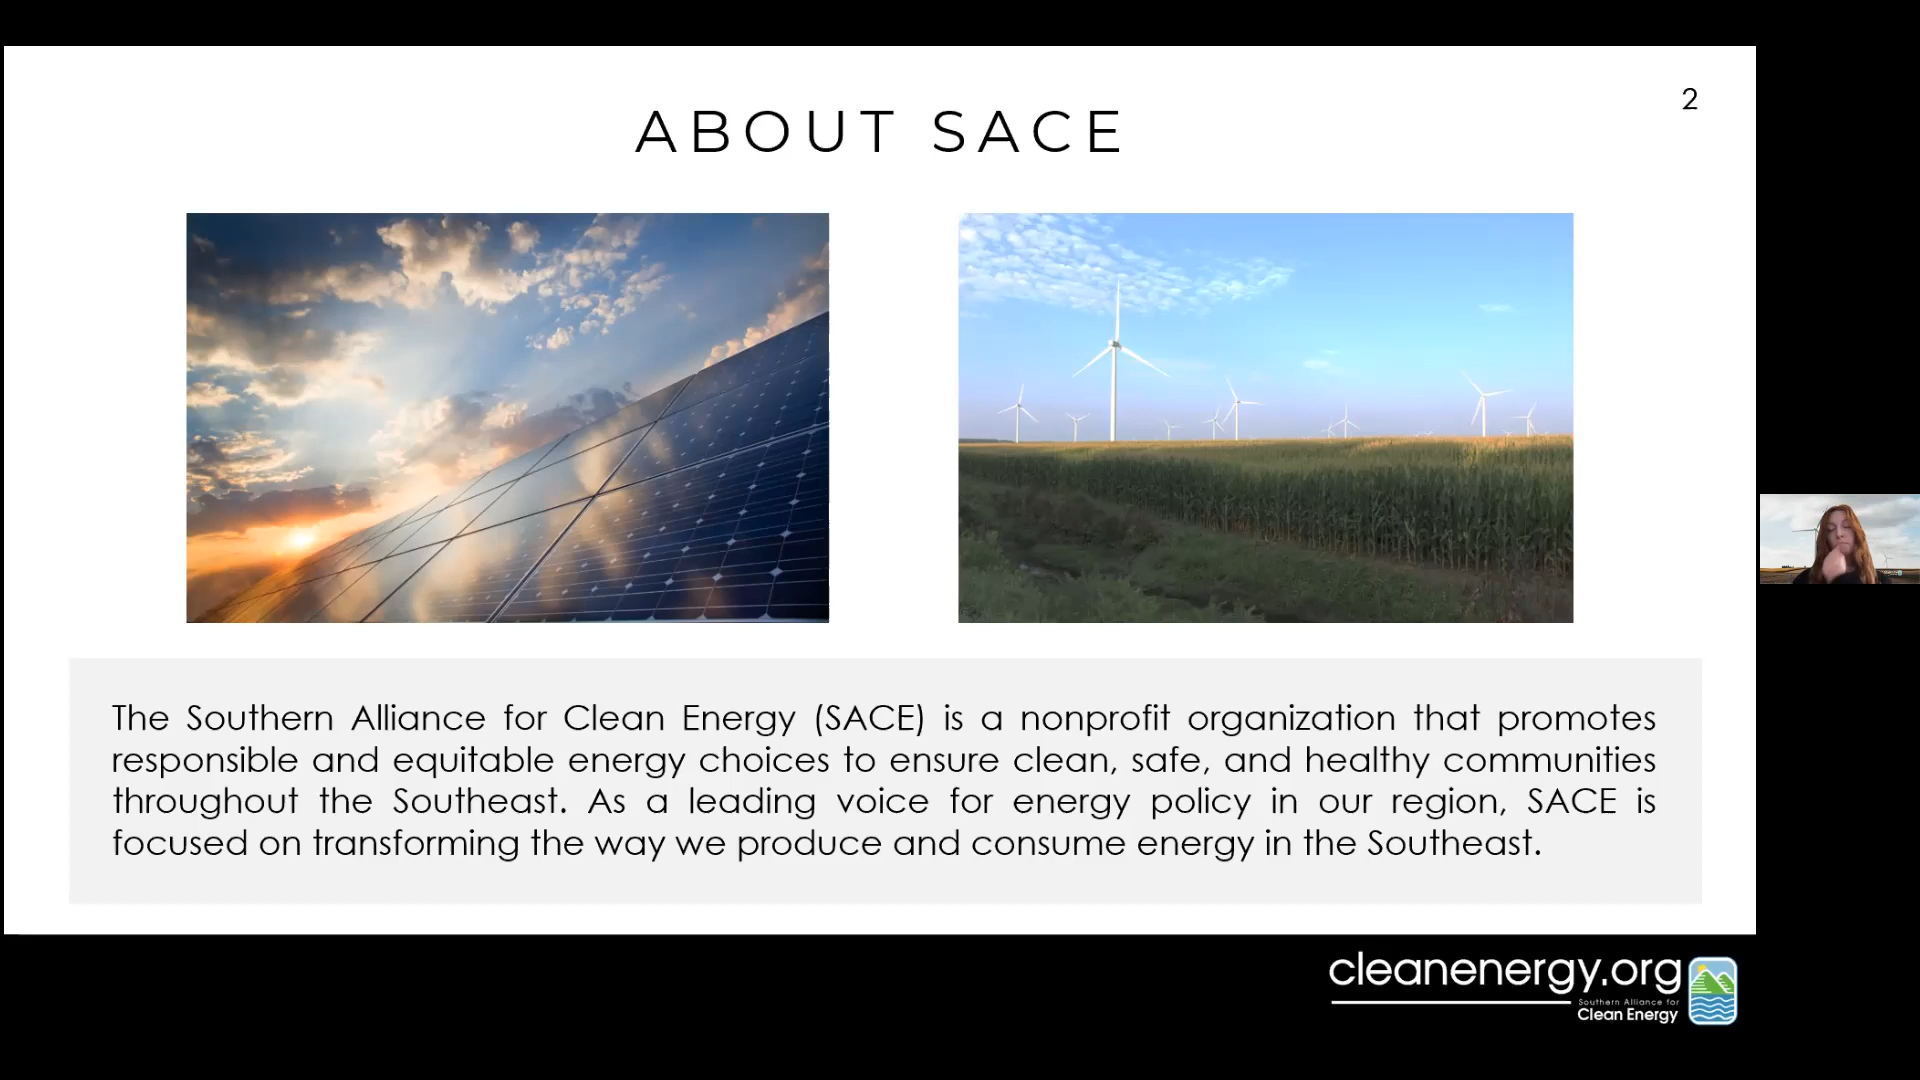 2
ABOUT SACE
The Southern Alliance for Clean Energy (SACE) is a nonprofit organization that promotes
responsible and equitable energy choices to ensure clean, safe, and healthy communities
throughout the Southeast. As a leading voice for energy policy in our region, SACE is
focused on transforming the way we produce and consume energy in the Southeast.
cleanenergy.org
Southern Alliance for
Clean Energy